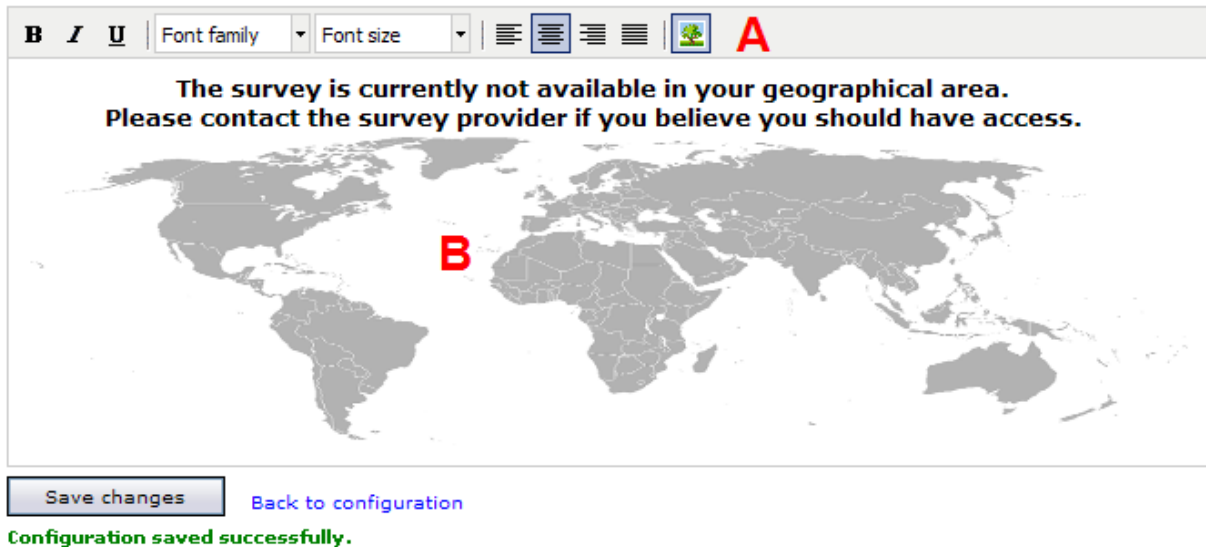 B I U Font family Font size A
The survey is currently not available in your geographical area.
Please contact the survey provider if you believe you should have access.
B
Save changes Back to configuration
Configuration saved successfully.